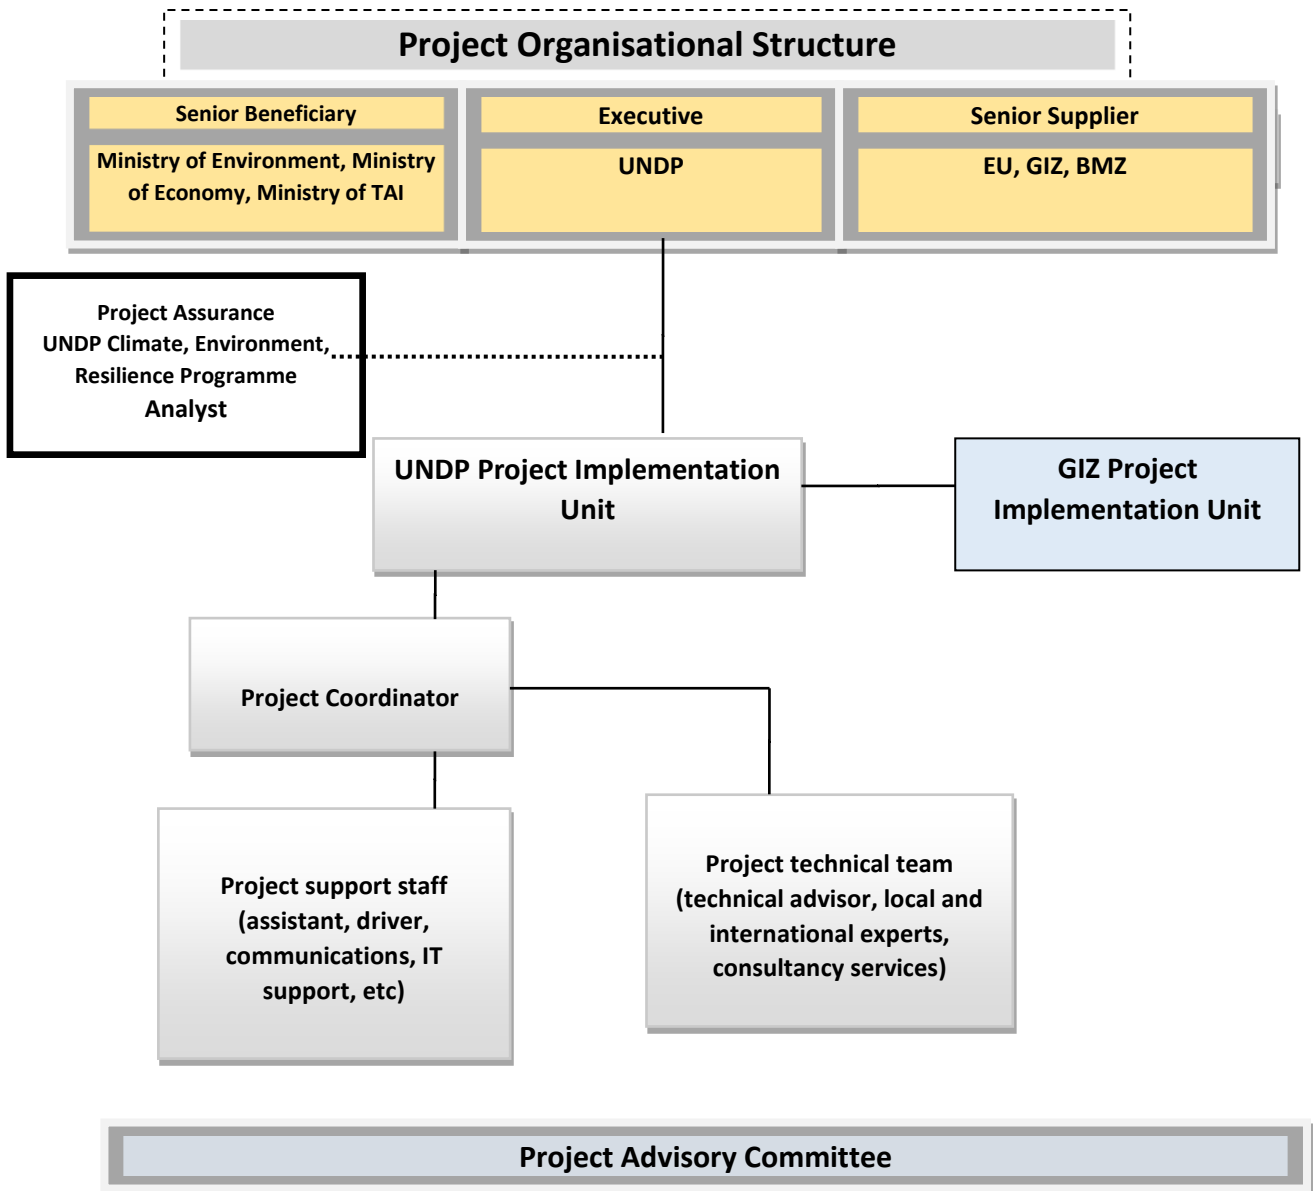 Project Organisational Structure
Senior Beneficiary
Executive
Senior Supplier
Ministry of Environment, Ministry
of Economy, Ministry of TAI
UNDP
EU, GIZ, BMZ
Project Assurance
UNDP Climate, Environment,
Resilience Programme
Analyst
UNDP Project Implementation
Unit
GIZ Project
Implementation Unit
Project Coordinator
Project support staff
(assistant, driver,
communications, IT
support, etc)
Project technical team
(technical advisor, local and
international experts,
consultancy services)
Project Advisory Committee